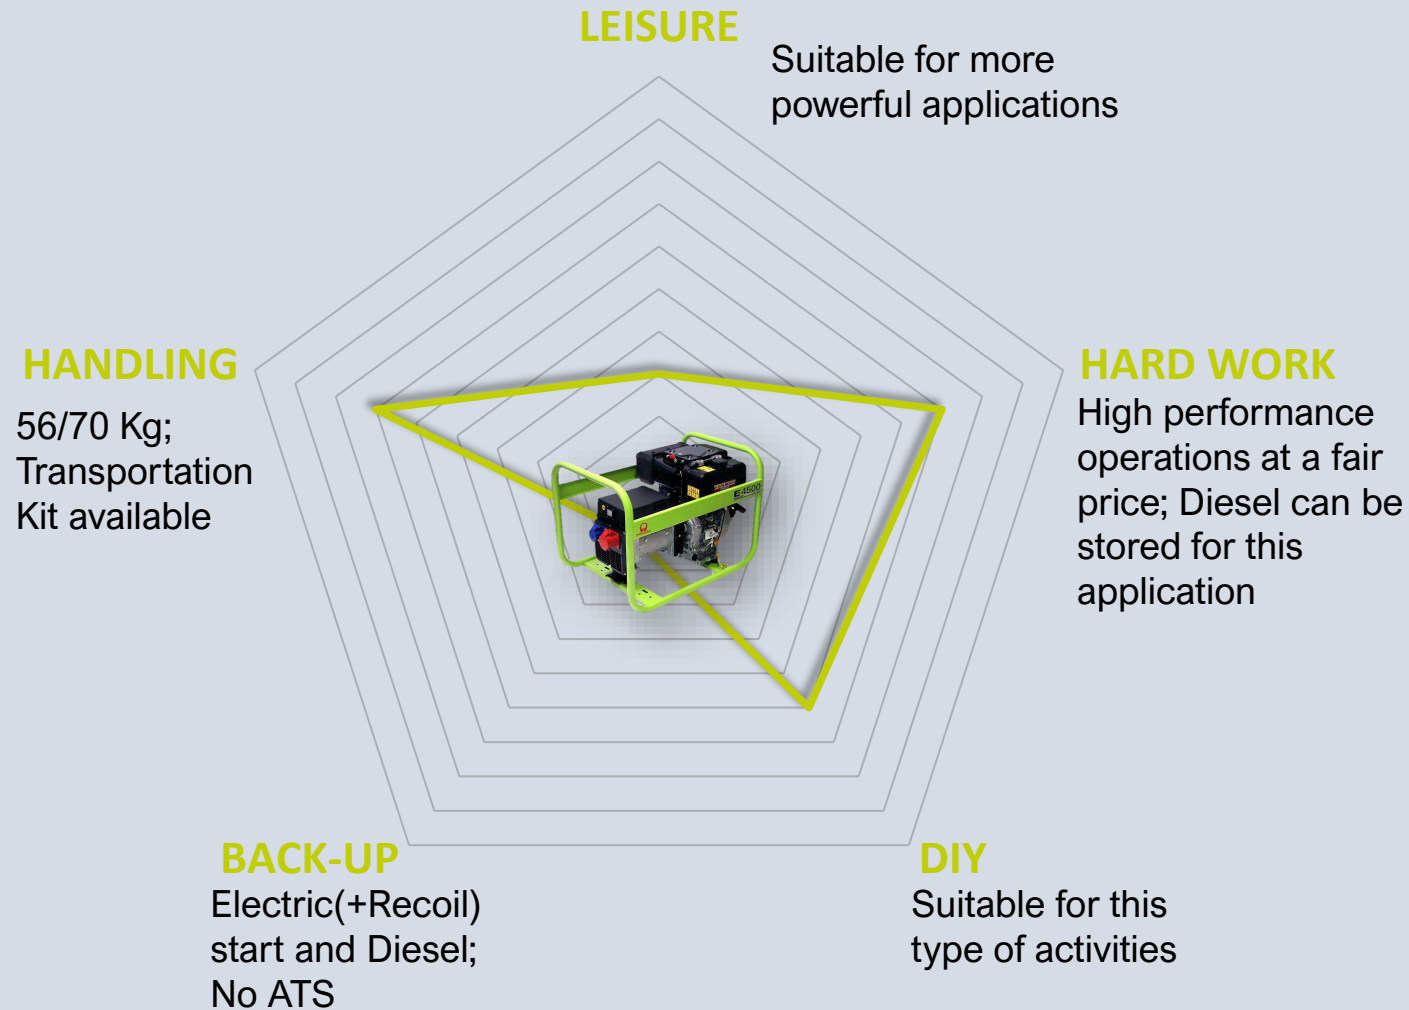 LEISURE
Suitable for more
powerful applications
HANDLING
56/70 Kg;
Transportation
Kit available
HARD WORK
High performance
operations at a fair
price; Diesel can be
stored for this
application
E4500
BACK-UP
Electric(+Recoil)
start and Diesel;
No ATS
DIY
Suitable for this
type of activities